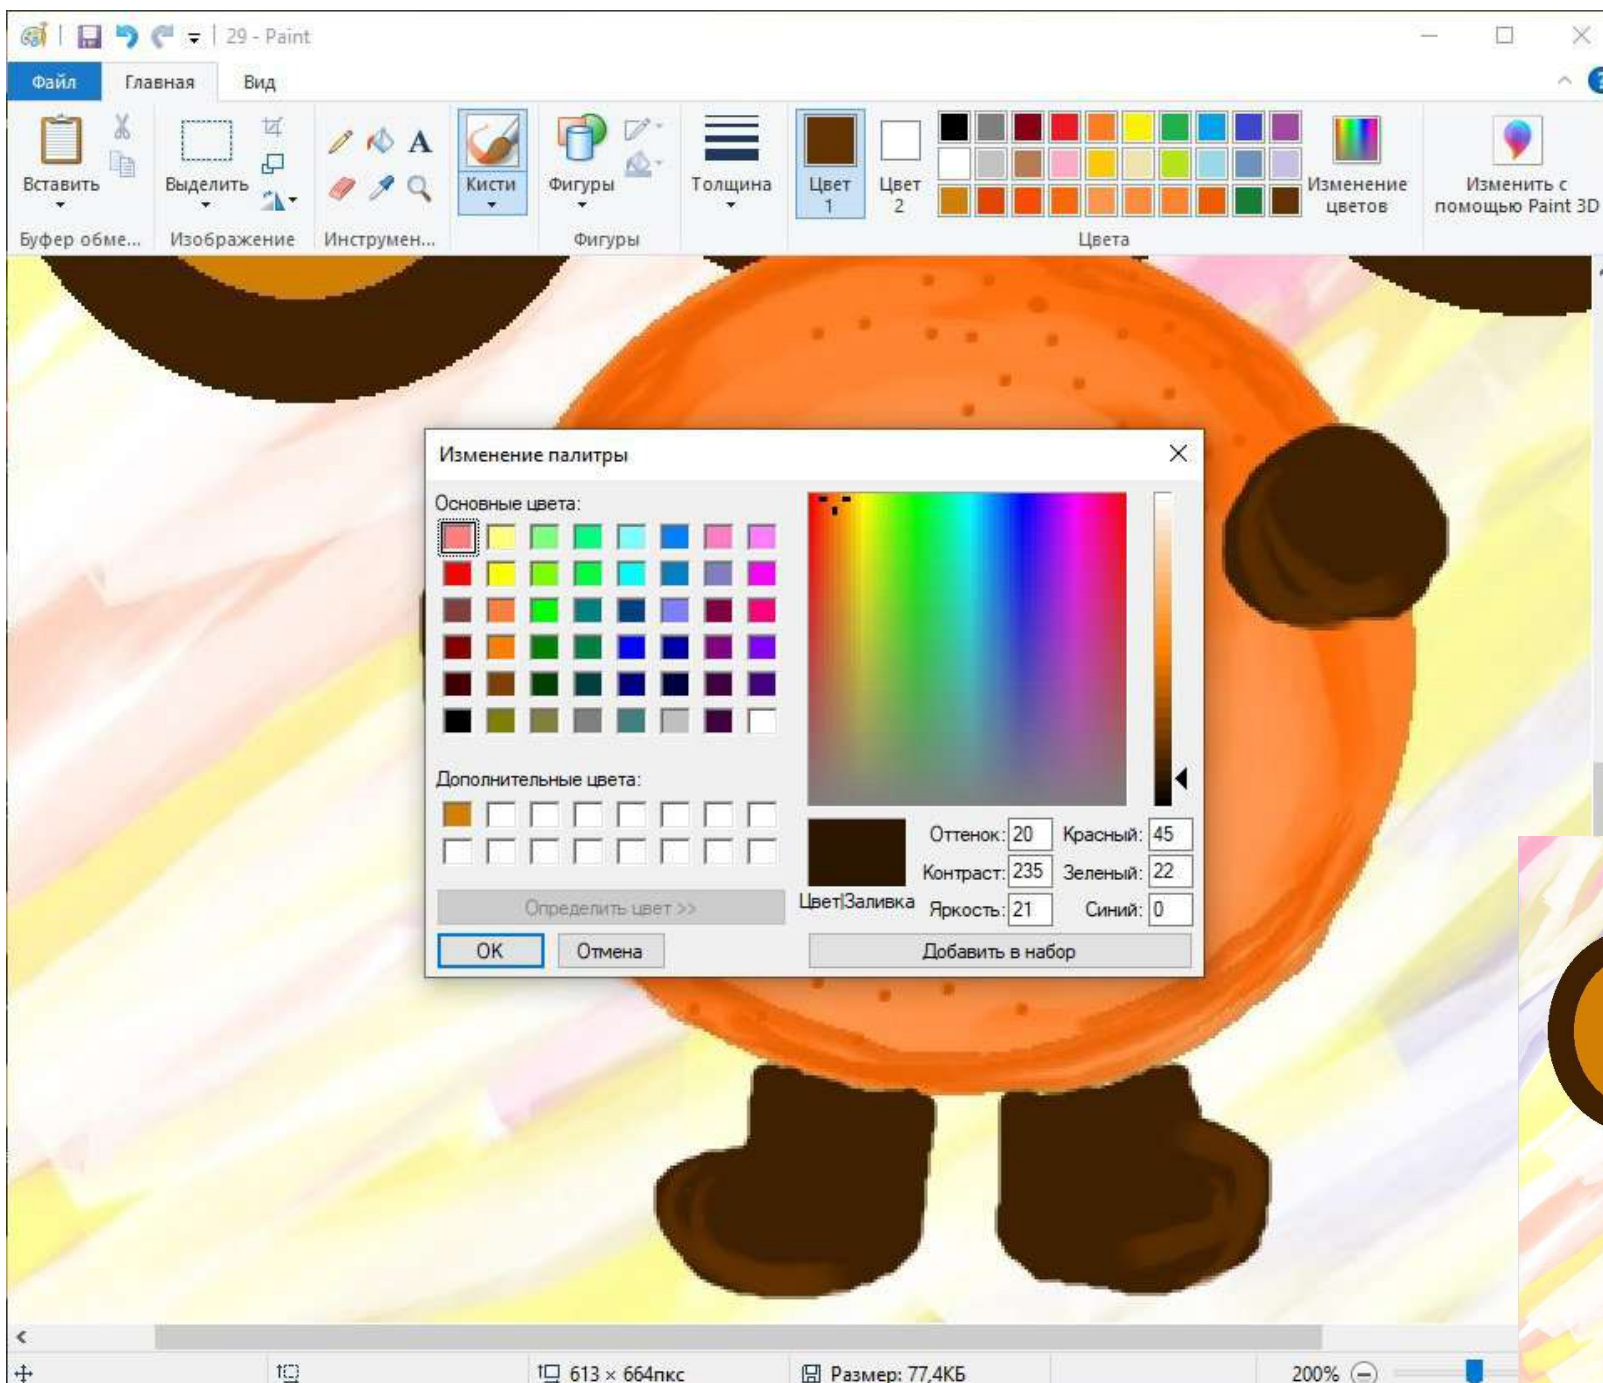 29 - Paint
Файл
Главная
Вид
Вставить
Выделить
A
Кисти
Фигуры
Толщина
Цвет
1
Цвет
2
Изменение
цветов
Изменить с
помощью Paint 3D
Буфер обме...
Изображение
Инструмен...
Фигуры
Цвета
Изменение палитры
Основные цвета:
Дополнительные цвета:
Определить цвет >>
OK
Отмена
Цвет|Заливка
Оттенок: 20
Красный: 45
Контраст: 235
Зеленый: 22
Яркость: 21
Синий: 0
Добавить в набор
613 × 664пкс
Размер: 77,4КБ
200%